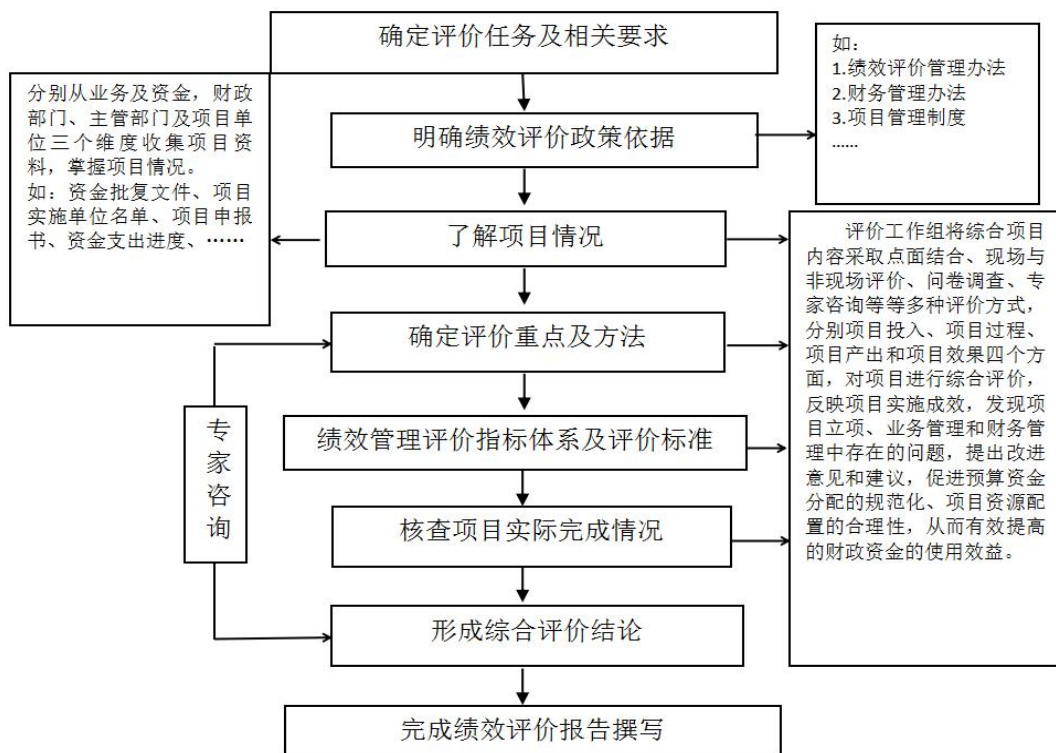 确定评价任务及相关要求
如：
1.绩效评价管理办法
2.财务管理办法
3.项目管理制度
……
分别从业务及资金，财政
部门、主管部门及项目单
位三个维度收集项目资
料，掌握项目情况。
如：资金批复文件、项目
实施单位名单、项目申报
书、资金支出进度、……
明确绩效评价政策依据
了解项目情况
评价工作组将综合项目
内容采取点面结合、现场与
非现场评价、问卷调查、专
家咨询等等多种评价方式，
分别项目投入、项目过程、
项目产出和项目效果四个方
面，对项目进行综合评价，
反映项目实施成效，发现项
目立项、业务管理和财务管
理中存在的问题，提出改进
意见和建议，促进预算资金
分配的规范化、项目资源配
置的合理性，从而有效提高
的财政资金的使用效益。
确定评价重点及方法
专
家
咨
询
绩效管理评价指标体系及评价标准
核查项目实际完成情况
形成综合评价结论
完成绩效评价报告撰写